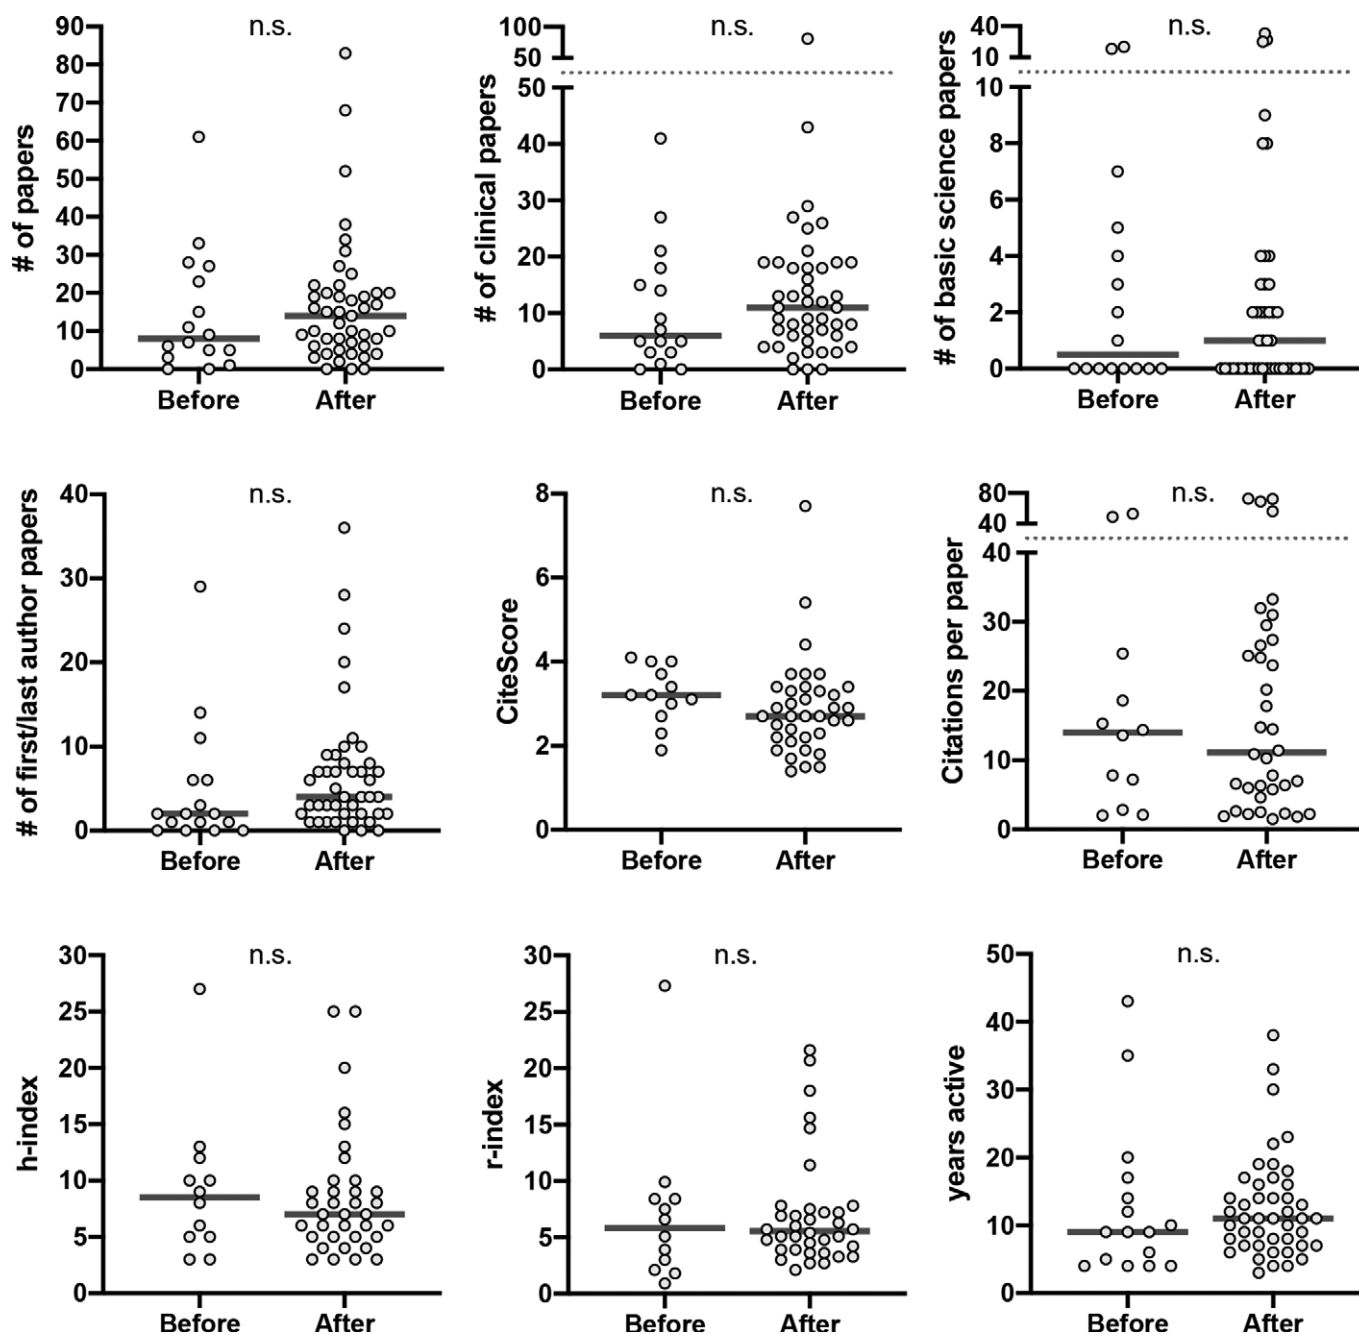 # of papers
n.s.
90
80
70
60
50
40
30
20
10
0
Before After
# of clinical papers
n.s.
100
50
50
40
30
20
10
0
Before After
# of basic science papers
n.s.
40
10
10
8
6
4
2
0
Before After
# of first/last author papers
n.s.
40
30
20
10
0
Before After
CiteScore
n.s.
8
6
4
2
0
Before After
Citations per paper
n.s.
80
40
40
30
20
10
0
Before After
h-index
n.s.
30
25
20
15
10
5
0
Before After
r-index
n.s.
30
25
20
15
10
5
0
Before After
years active
n.s.
50
40
30
20
10
0
Before After